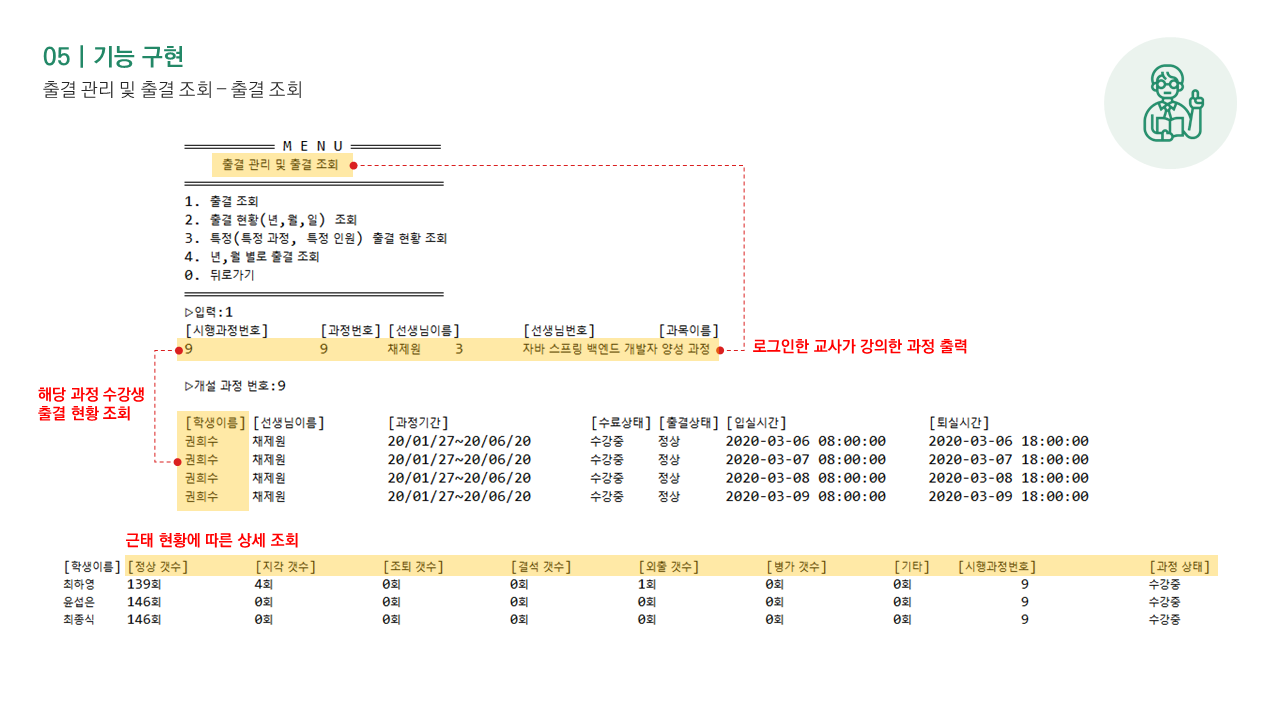 05 | 기능 구현
출결 관리 및 출결 조회 – 출결 조회
═══════════ M E N U ═══════════
출결 관리 및 출결 조회
1. 출결 조회
2. 출결 현황(년,월,일) 조회
3. 특정(특정 과정, 특정 인원) 출결 현황 조회
4. 년,월 별로 출결 조회
0. 뒤로가기
▷입력:1
[시행과정번호] [과정번호] [선생님이름] [선생님번호] [과목이름]
9 9 채제원 3 자바 스프링 백엔드 개발자 양성 과정
로그인한 교사가 강의한 과정 출력
▷개설 과정 번호:9
해당 과정 수강생
출결 현황 조회
[학생이름] [선생님이름] [과정기간] [수료상태] [출결상태] [입실시간] [퇴실시간]
권희수 채제원 20/01/27~20/06/20 수강중 정상 2020-03-06 08:00:00 2020-03-06 18:00:00
권희수 채제원 20/01/27~20/06/20 수강중 정상 2020-03-07 08:00:00 2020-03-07 18:00:00
권희수 채제원 20/01/27~20/06/20 수강중 정상 2020-03-08 08:00:00 2020-03-08 18:00:00
권희수 채제원 20/01/27~20/06/20 수강중 정상 2020-03-09 08:00:00 2020-03-09 18:00:00
근태 현황에 따른 상세 조회
[학생이름] [정상 갯수] [지각 갯수] [조퇴 갯수] [결석 갯수] [외출 갯수] [병가 갯수] [기타] [시행과정번호] [과정 상태]
최하영 139회 4회 0회 0회 1회 0회 0회 9 수강중
윤섭은 146회 0회 0회 0회 0회 0회 0회 9 수강중
최종식 146회 0회 0회 0회 0회 0회 0회 9 수강중